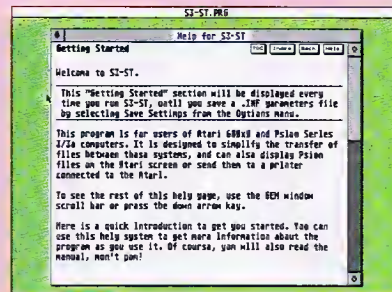 S3-ST.PRG
Help for S3-ST
Getting Started
ToC Index Back Help
Welcome to S3-ST.
This "Getting Started" section will be displayed every
time you run S3-ST, until you save a .INF parameters file
by selecting Save Settings from the Options menu.
This program is for users of Atari 680x0 and Psion Series
3/3a computers. It is designed to simplify the transfer of
files between these systems, and can also display Psion
files on the Atari screen or send them to a printer
connected to the Atari.
To see the rest of this help page, use the GEM window
scroll bar or press the down arrow key.
Here is a quick introduction to get you started. You can
use this help system to get more information about the
program as you use it. Of course, you will also read the
manual, won't you!